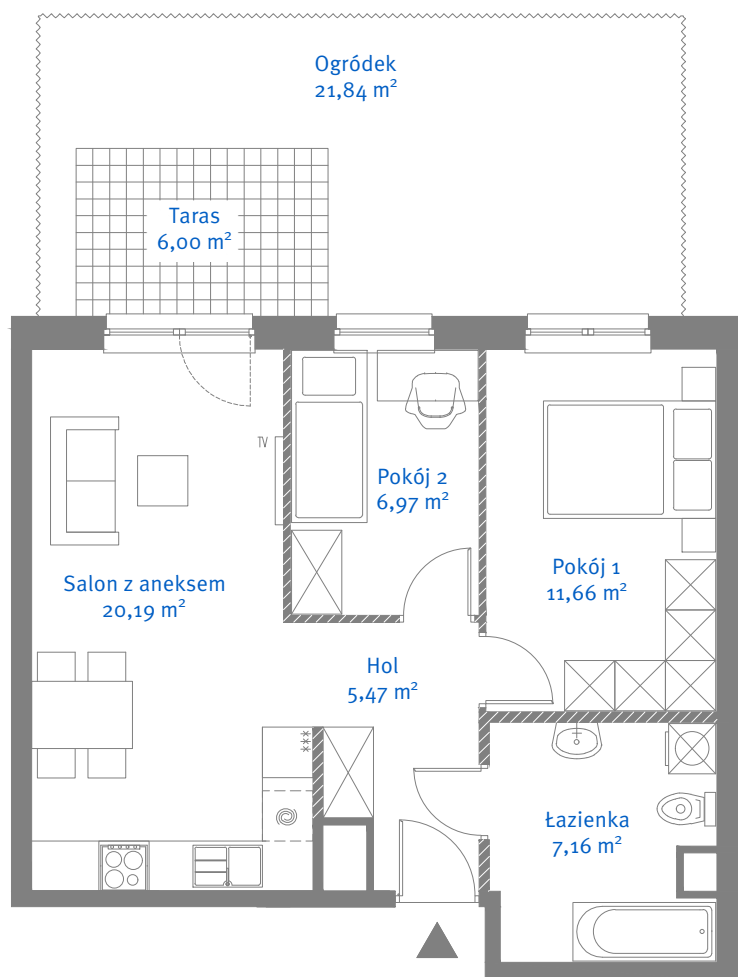 Ogródek
21,84 m²
Taras
6,00 m²
TV
Pokój 2
6,97 m²
Pokój 1
11,66 m²
Salon z aneksem
20,19 m²
Hol
5,47 m²
Łazienka
7,16 m²